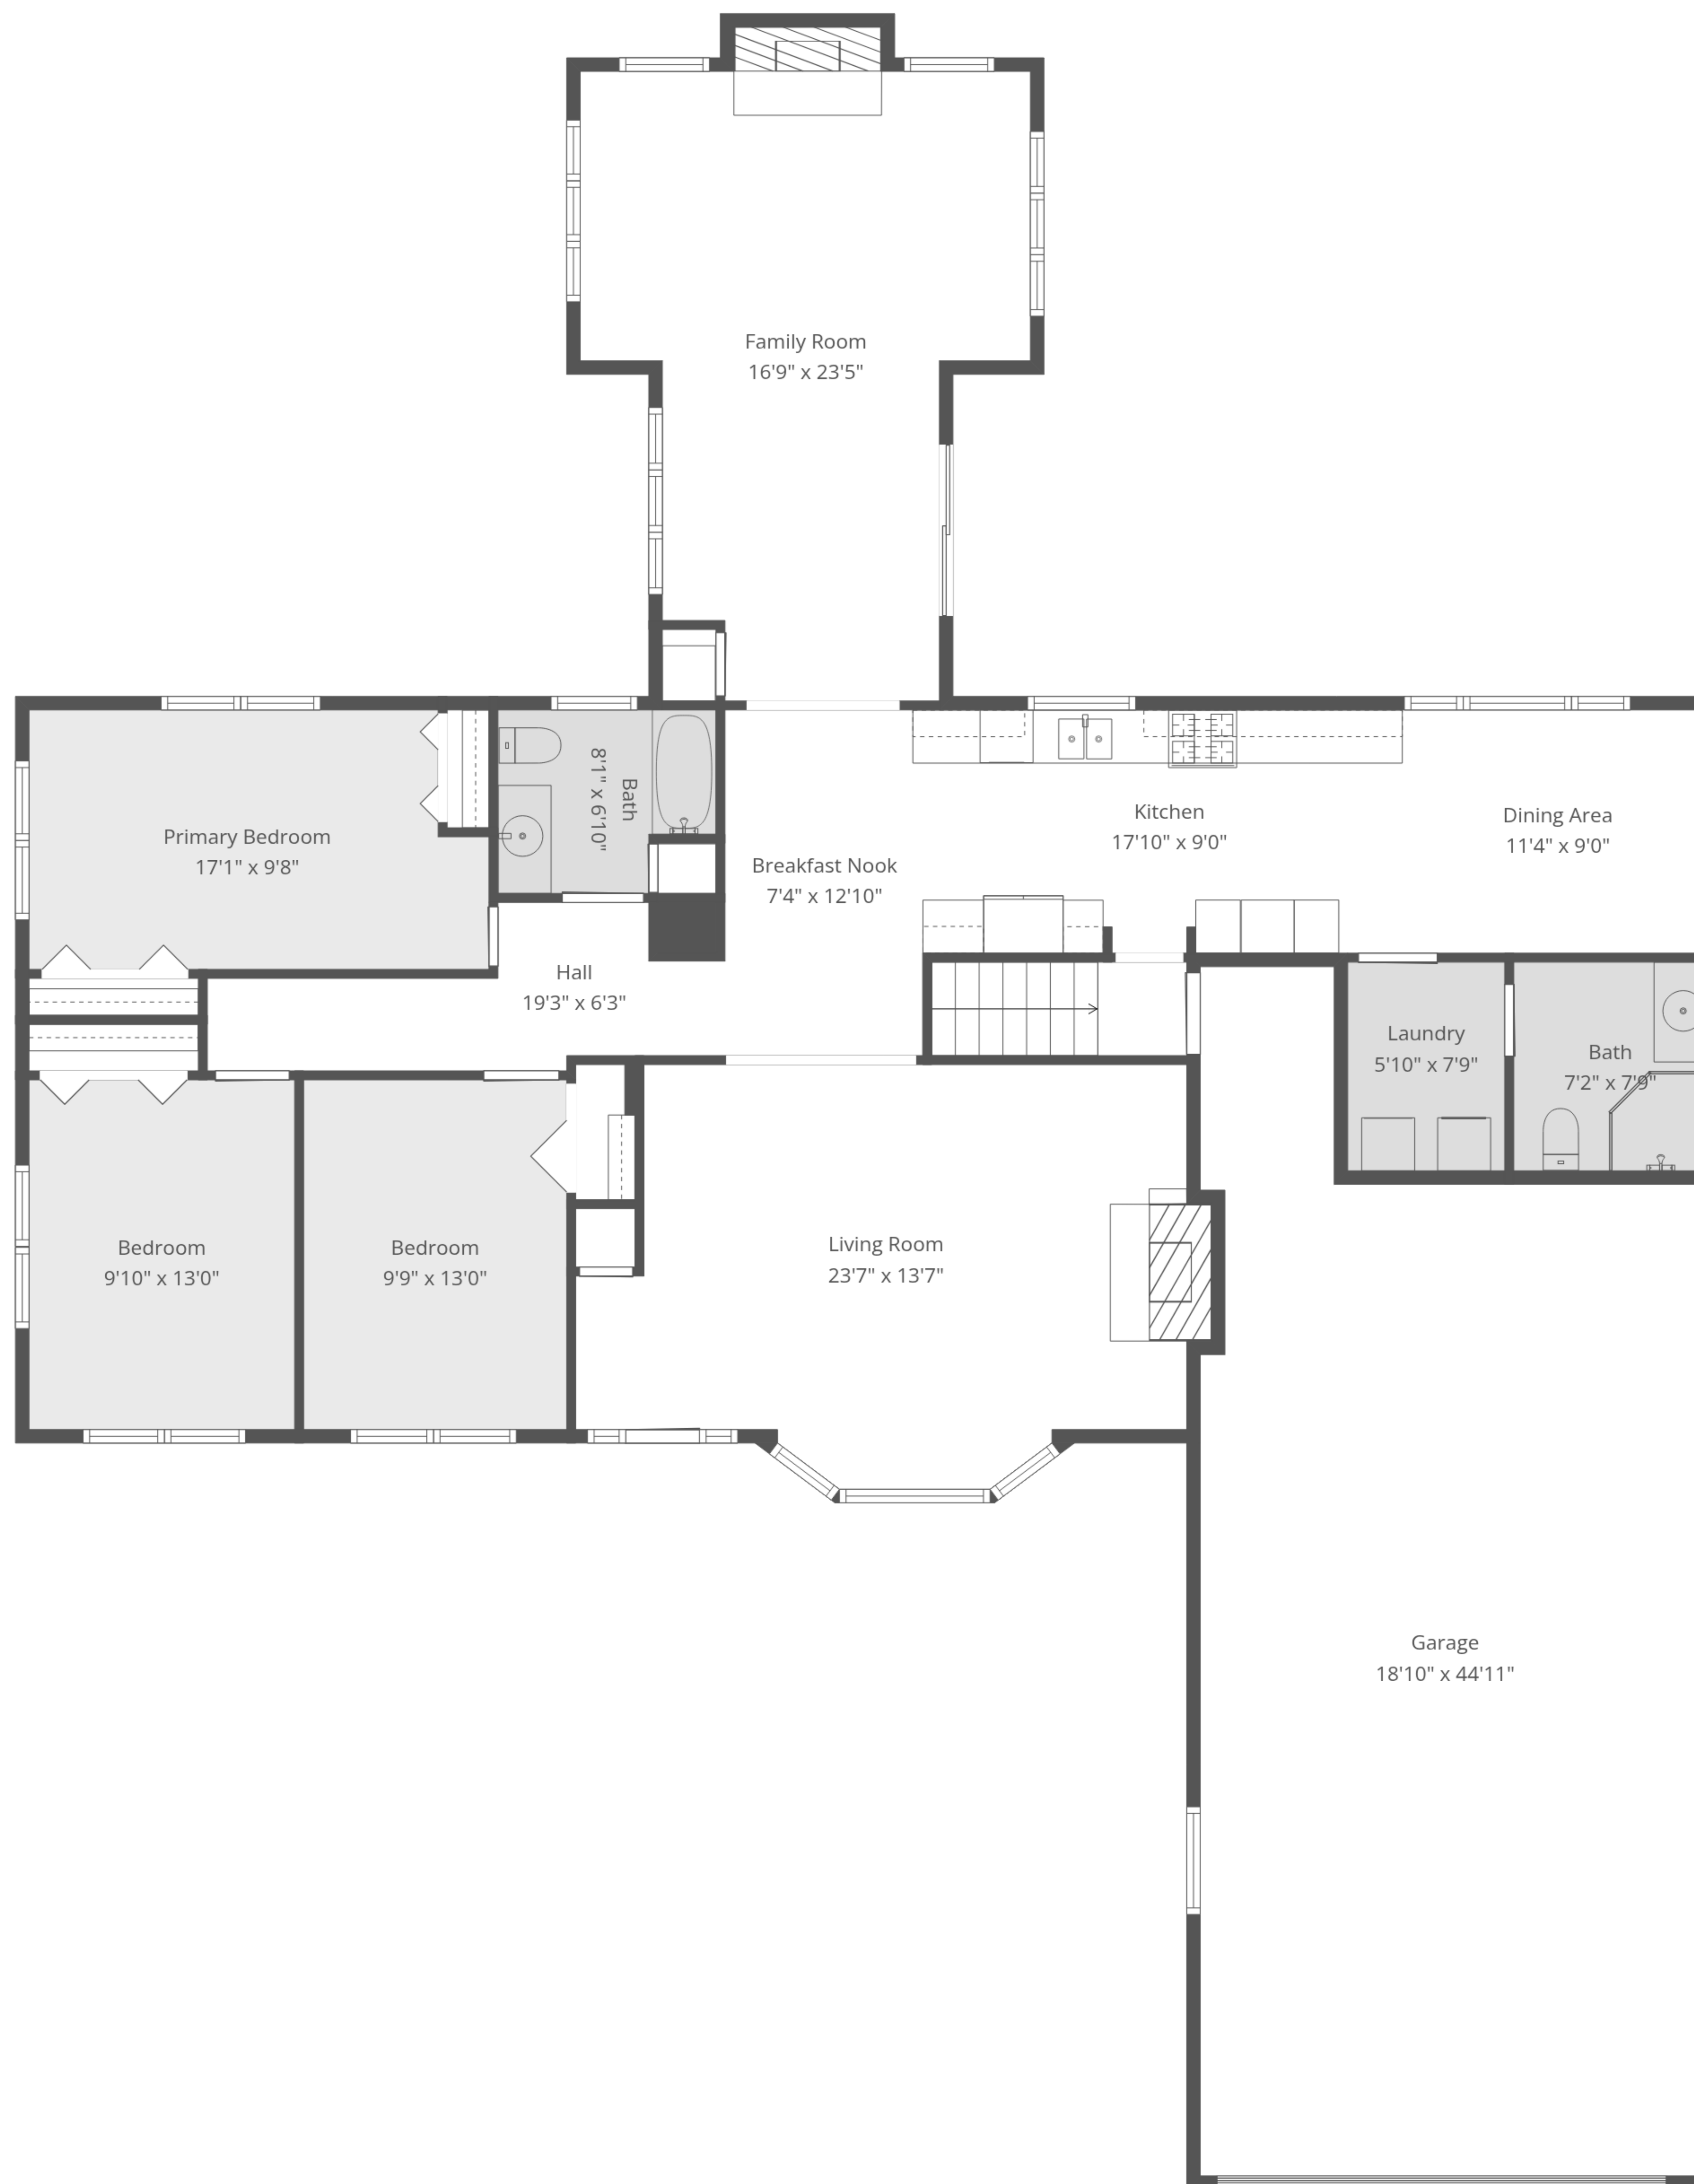 Family Room
16'9" x 23'5"
Primary Bedroom
17'1" x 9'8"
Bath
8'1" x 6'10"
Breakfast Nook
7'4" x 12'10"
Kitchen
17'10" x 9'0"
Dining Area
11'4" x 9'0"
Hall
19'3" x 6'3"
Laundry
5'10" x 7'9"
Bath
7'2" x 7'9"
Bedroom
9'10" x 13'0"
Bedroom
9'9" x 13'0"
Living Room
23'7" x 13'7"
Garage
18'10" x 44'11"